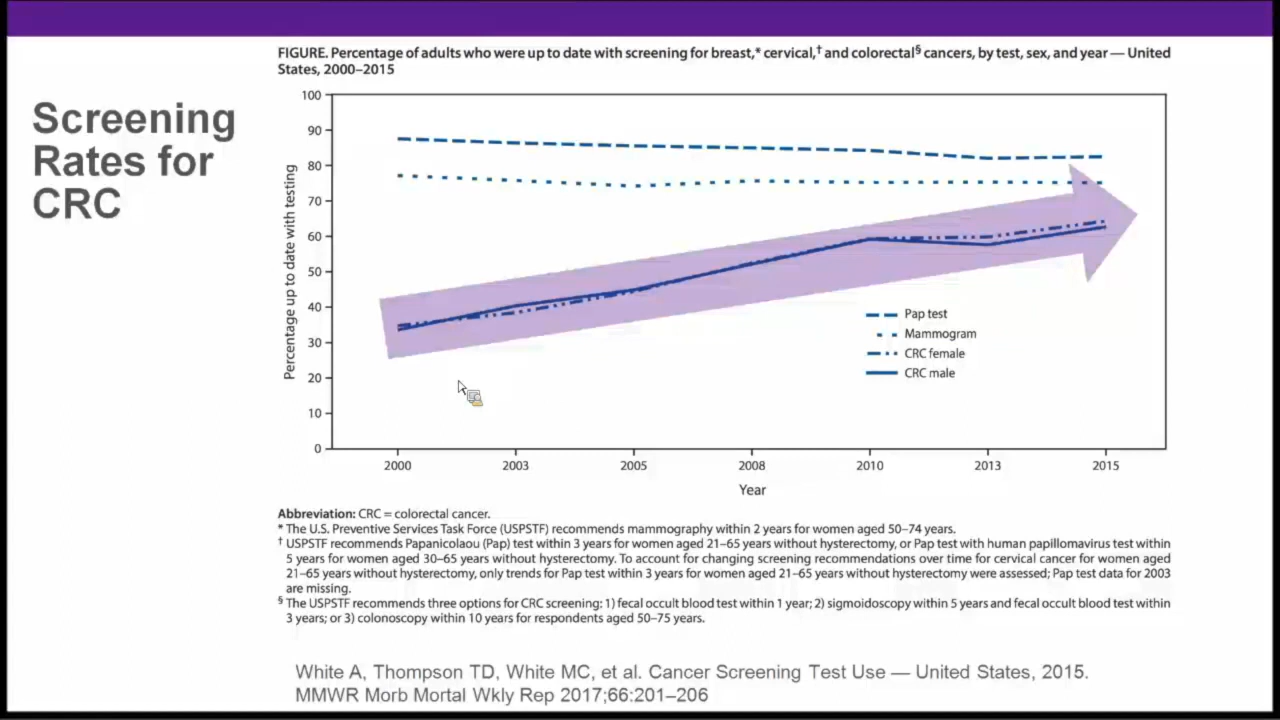 Screening
Rates for
CRC
FIGURE. Percentage of adults who were up to date with screening for breast,* cervical,† and colorectal§ cancers, by test, sex, and year — United
States, 2000–2015
Percentage up to date with testing
100
90
80
70
60
50
40
30
20
10
0
Pap test
Mammogram
CRC female
CRC male
2000 2003 2005 2008 2010 2013 2015
Year
Abbreviation: CRC = colorectal cancer.
* The U.S. Preventive Services Task Force (USPSTF) recommends mammography within 2 years for women aged 50–74 years.
† USPSTF recommends Papanicolaou (Pap) test within 3 years for women aged 21–65 years without hysterectomy, or Pap test with human papillomavirus test within
5 years for women aged 30–65 years without hysterectomy. To account for changing screening recommendations over time for cervical cancer for women aged
21–65 years without hysterectomy, only trends for Pap test within 3 years for women aged 21–65 years without hysterectomy were assessed; Pap test data for 2003
are missing.
§ The USPSTF recommends three options for CRC screening: 1) fecal occult blood test within 1 year; 2) sigmoidoscopy within 5 years and fecal occult blood test within
3 years; or 3) colonoscopy within 10 years for respondents aged 50–75 years.
White A, Thompson TD, White MC, et al. Cancer Screening Test Use — United States, 2015.
MMWR Morb Mortal Wkly Rep 2017;66:201–206